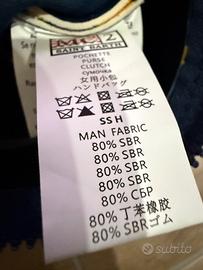 MC 2
SAINT BARTH
POCHETTE
PURSE
CLUTCH
СУМОЧКА
女用小包
ハンドバッグ
SS H
MAN FABRIC
80% SBR
80% SBR
80% SBR
80% SBR
80% СБР
80% 丁苯橡胶
80% SBRゴム
subito